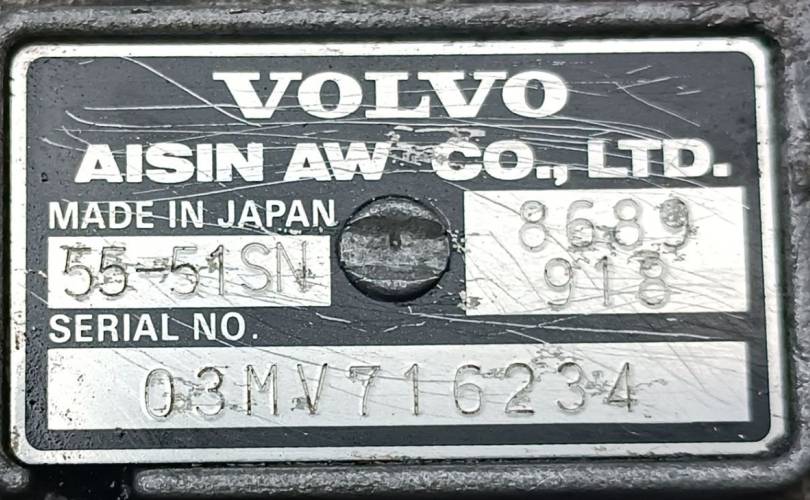 VOLVO
AISIN AW CO., LTD.
MADE IN JAPAN
55-51SN
8689
918
SERIAL NO.
03MV716234